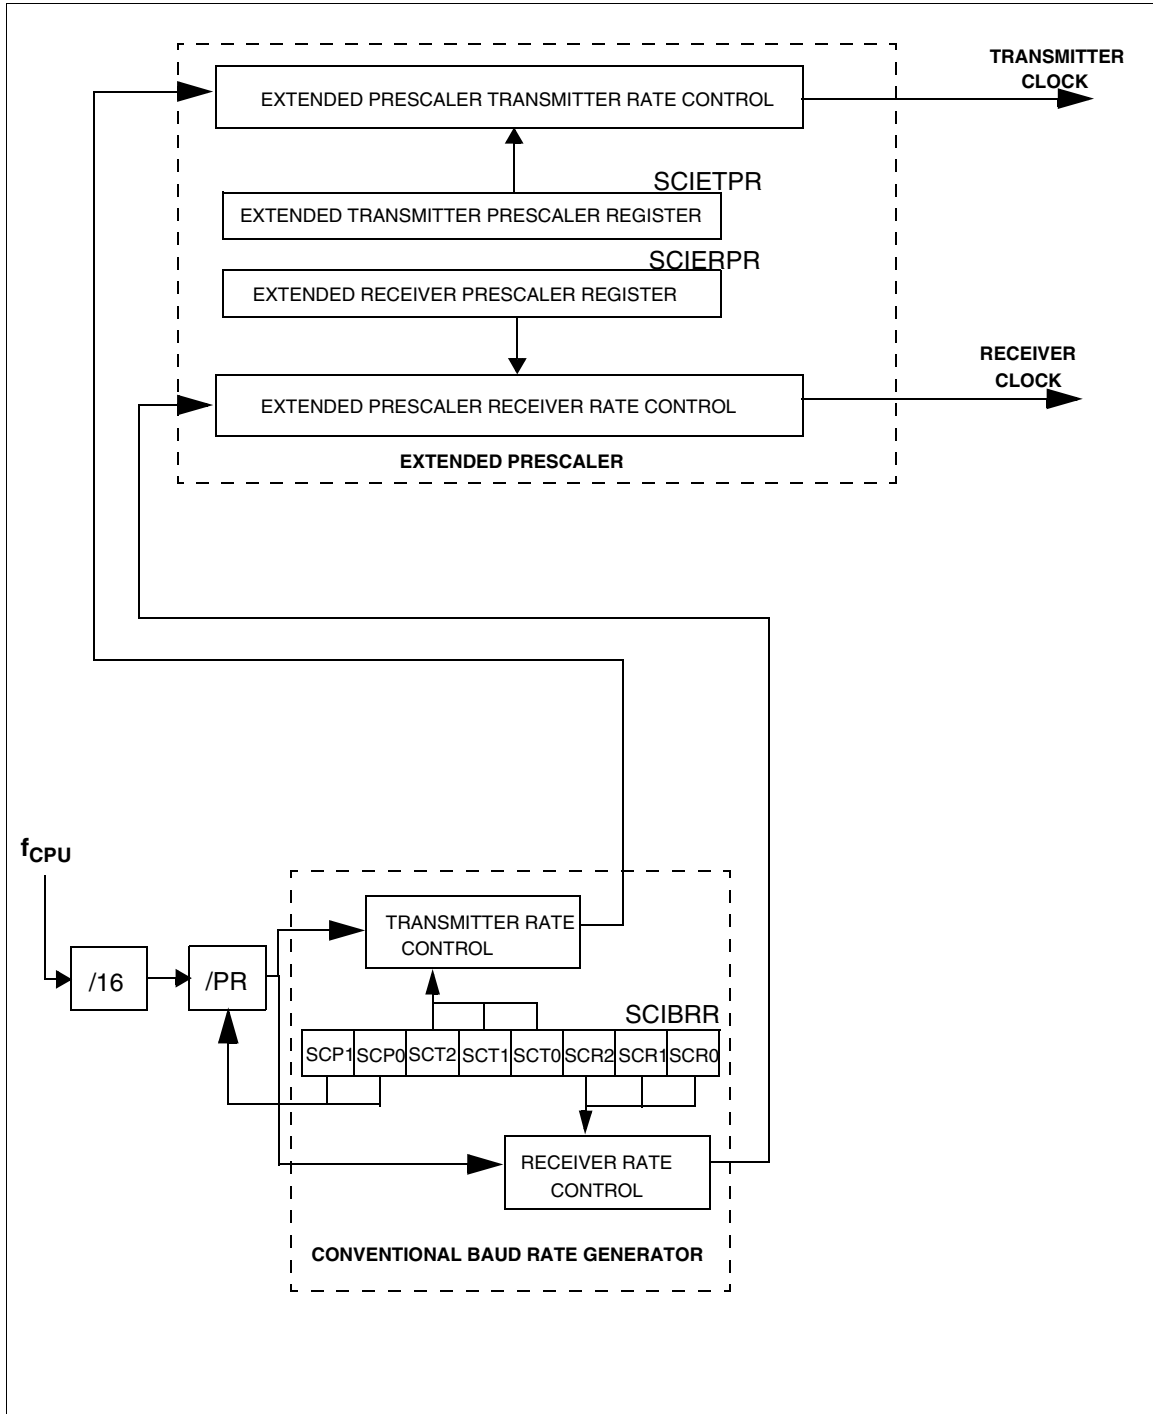 TRANSMITTER
CLOCK
EXTENDED PRESCALER TRANSMITTER RATE CONTROL
SCIETPR
EXTENDED TRANSMITTER PRESCALER REGISTER
SCIERPR
EXTENDED RECEIVER PRESCALER REGISTER
RECEIVER
CLOCK
EXTENDED PRESCALER RECEIVER RATE CONTROL
EXTENDED PRESCALER
fCPU
TRANSMITTER RATE
CONTROL
/16
/PR
SCIBRR
SCP1 SCP0 SCT2 SCT1 SCT0 SCR2 SCR1 SCR0
RECEIVER RATE
CONTROL
CONVENTIONAL BAUD RATE GENERATOR